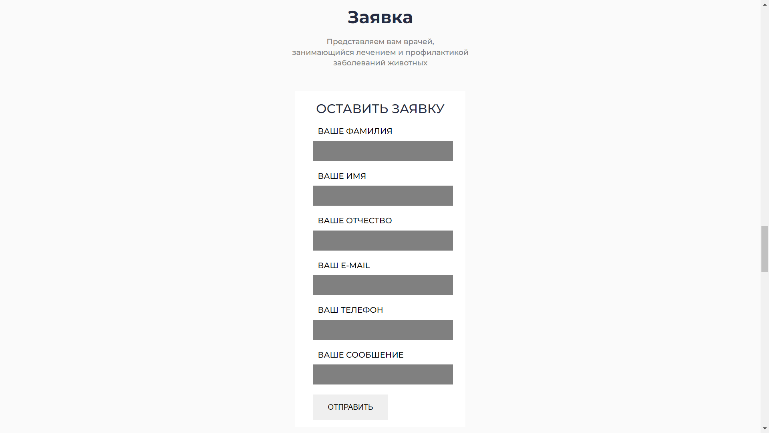 Заявка
Представляем вам врачей,
занимающийся лечением и профилактикой
заболеваний животных
ОСТАВИТЬ ЗАЯВКУ
ВАШЕ ФАМИЛИЯ
ВАШЕ ИМЯ
ВАШЕ ОТЧЕСТВО
ВАШ E-MAIL
ВАШ ТЕЛЕФОН
ВАШЕ СООБШЕНИЕ
ОТПРАВИТЬ